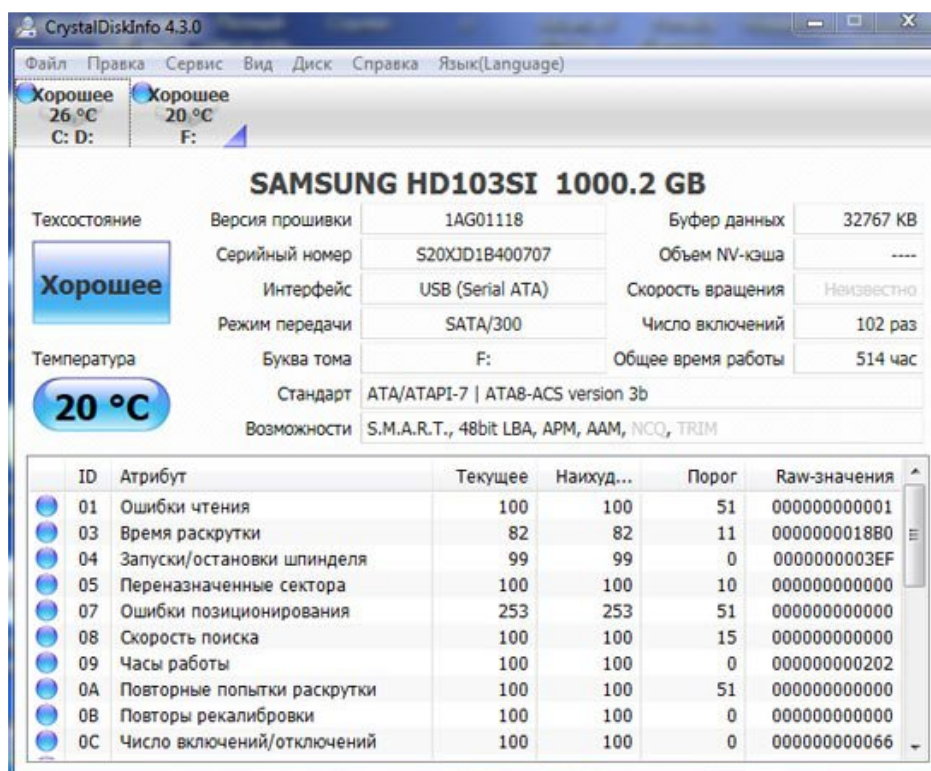 CrystalDiskInfo 4.3.0
Файл Правка Сервис Вид Диск Справка Язык(Language)
Хорошее Хорошее
26 °C 20 °C
C: D: F:
SAMSUNG HD103SI 1000.2 GB
Техсостояние Версия прошивки 1AG01118 Буфер данных 32767 KB
Хорошее Серийный номер S20XJD1B400707 Объем NV-кэша ----
Интерфейс USB (Serial ATA) Скорость вращения Неизвестно
Режим передачи SATA/300 Число включений 102 раз
Температура Буква тома F: Общее время работы 514 час
20 °C Стандарт ATA/ATAPI-7 | ATA8-ACS version 3b
Возможности S.M.A.R.T., 48bit LBA, APM, AAM, NCQ, TRIM
ID Атрибут Текущее Наихуд... Порог Raw-значения
01 Ошибки чтения 100 100 51 000000000001
03 Время раскрутки 82 82 11 0000000018B0
04 Запуски/остановки шпинделя 99 99 0 0000000003EF
05 Переназначенные сектора 100 100 10 000000000000
07 Ошибки позиционирования 253 253 51 000000000000
08 Скорость поиска 100 100 15 000000000000
09 Часы работы 100 100 0 000000000202
0A Повторные попытки раскрутки 100 100 51 000000000000
0B Повторы рекалибровки 100 100 0 000000000000
0C Число включений/отключений 100 100 0 000000000066